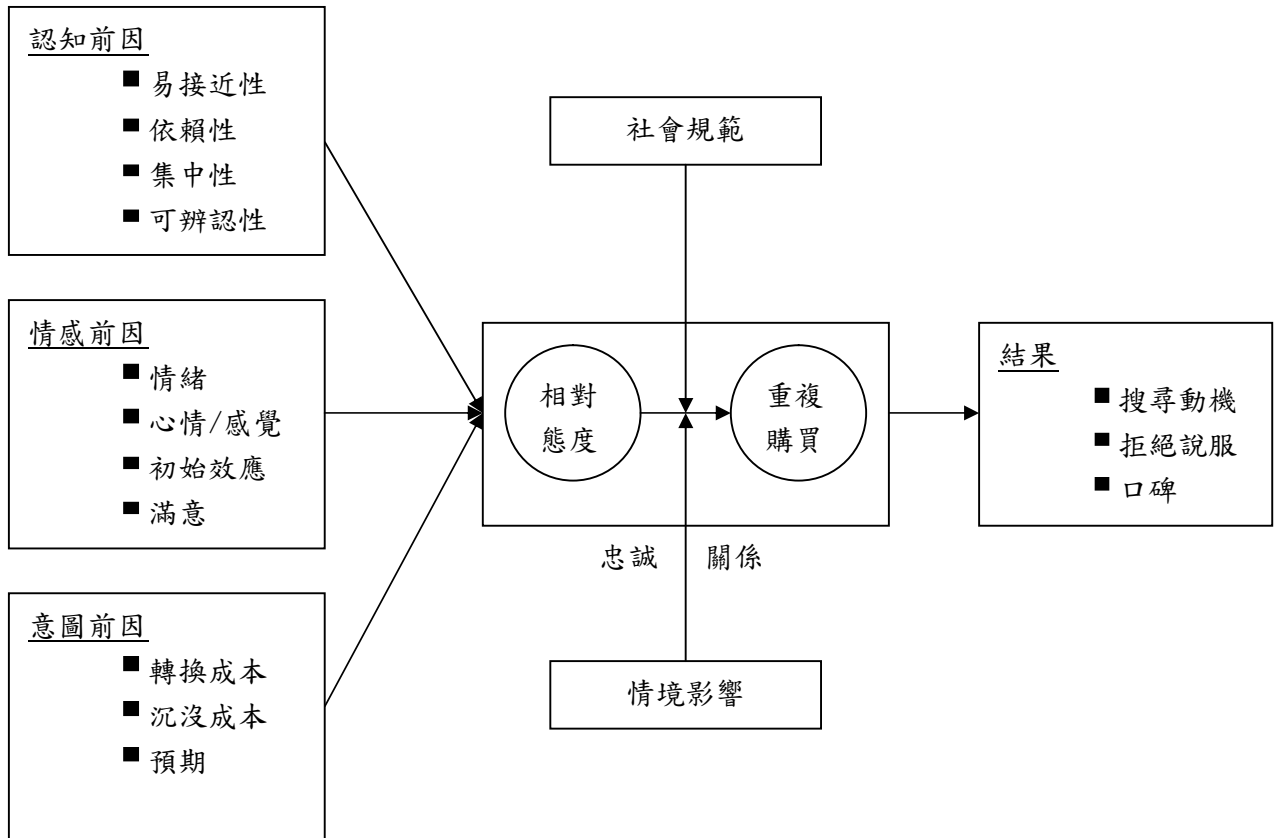 認知前因
■ 易接近性
■ 依賴性
■ 集中性
■ 可辨認性
情感前因
■ 情緒
■ 心情/感覺
■ 初始效應
■ 滿意
意圖前因
■ 轉換成本
■ 沉沒成本
■ 預期
社會規範
相對
態度
重複
購買
忠誠 關係
情境影響
結果
■ 搜尋動機
■ 拒絕說服
■ 口碑